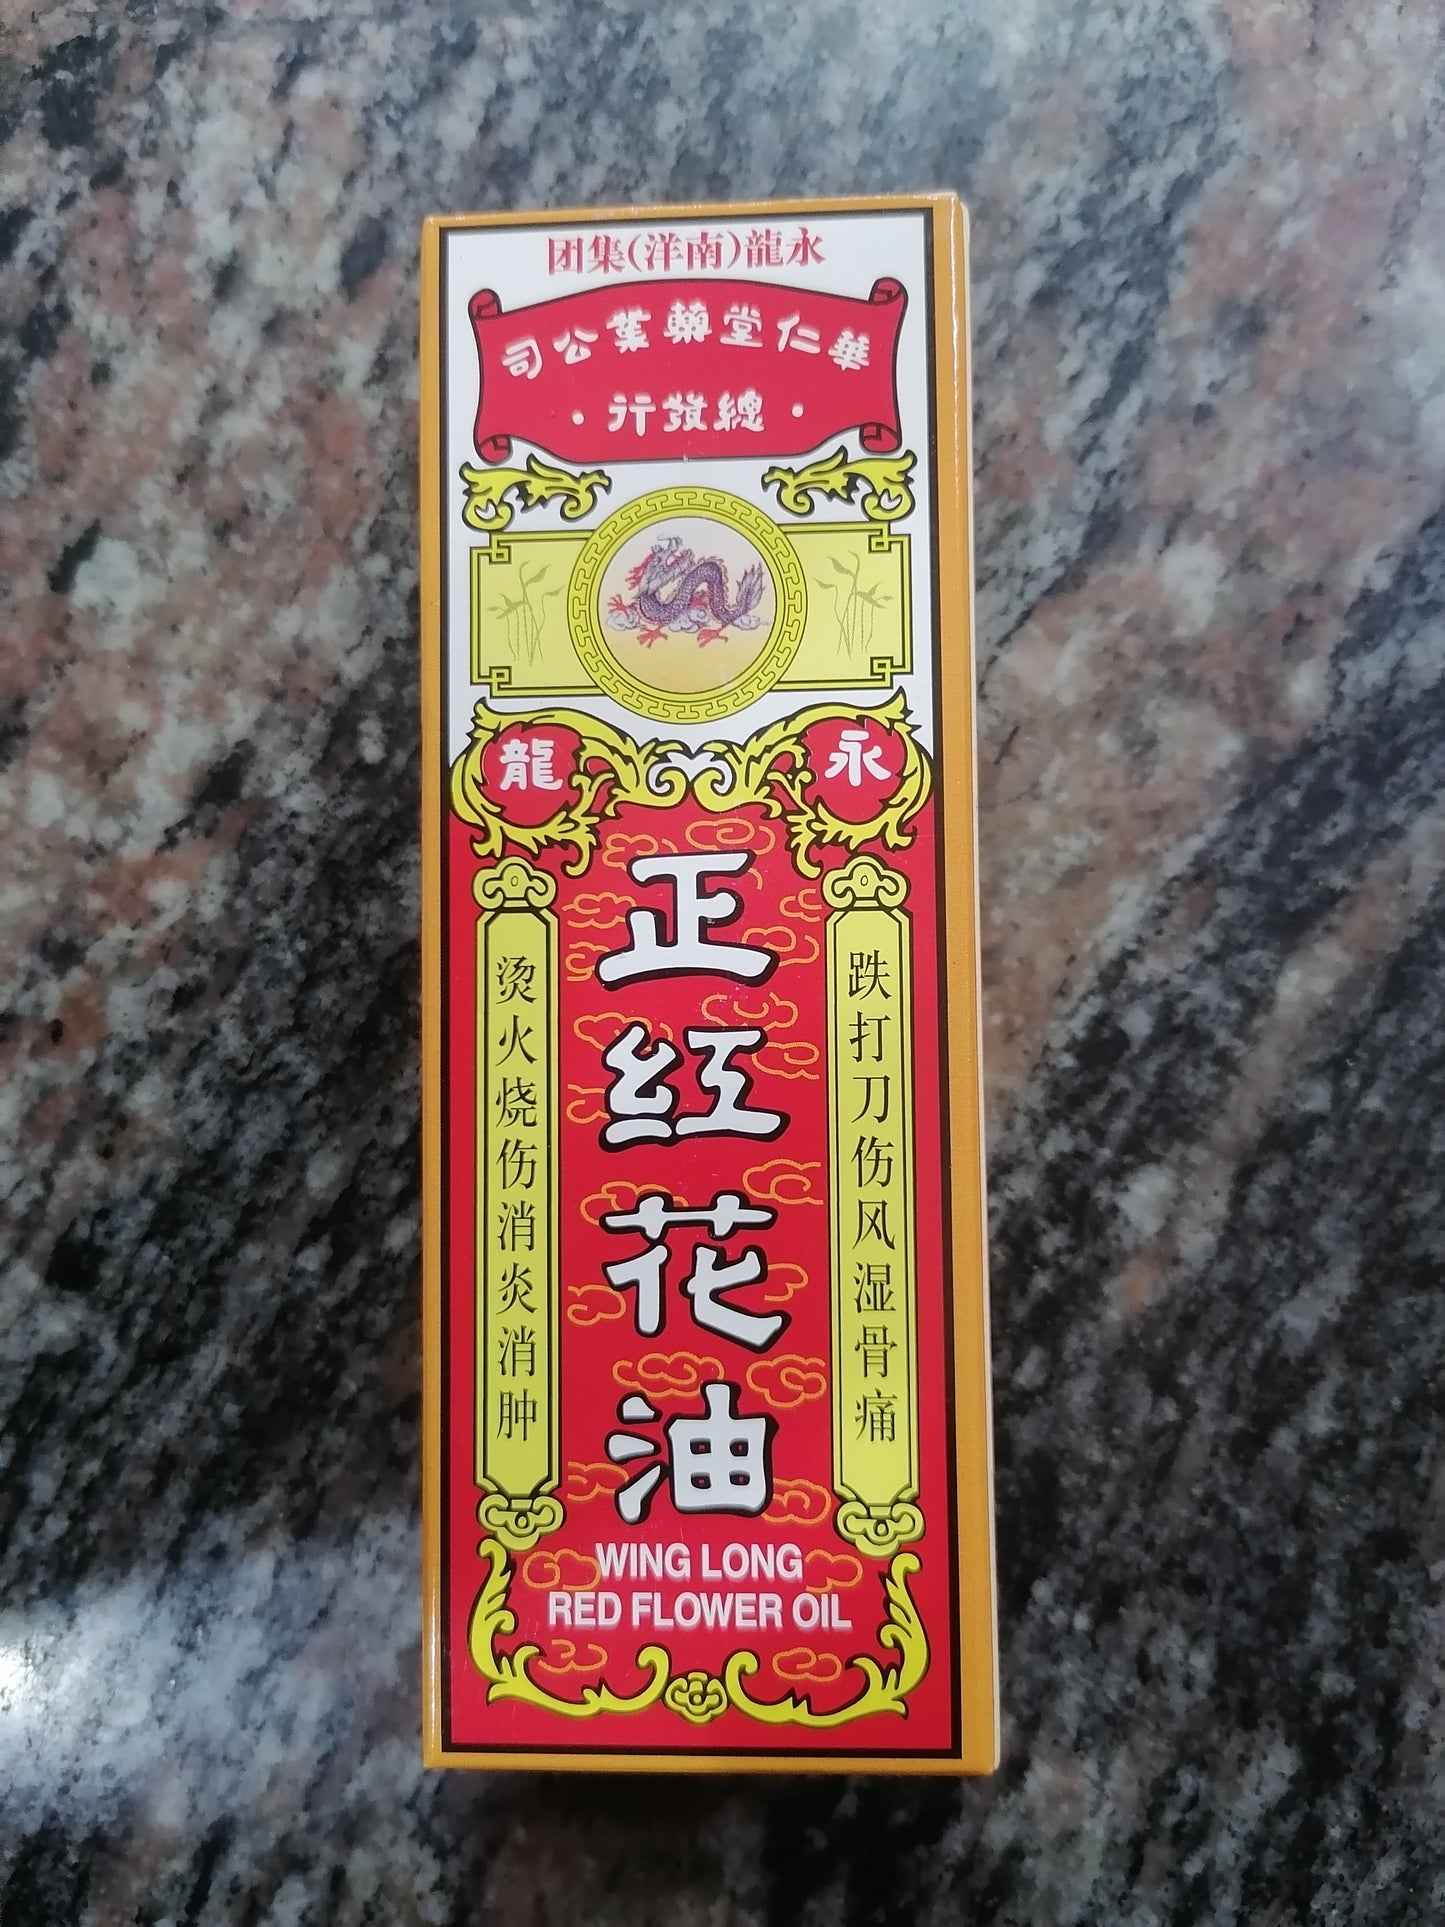 永龍(南洋)集团
華仁堂藥業公司
·總發行·
永龍
跌打刀伤风湿骨痛
正紅花油
烫火烧伤消炎消肿
WING LONG
RED FLOWER OIL